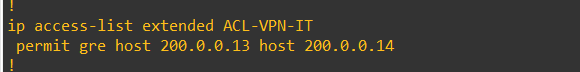 !
ip access-list extended ACL-VPN-IT
 permit gre host 200.0.0.13 host 200.0.0.14
!